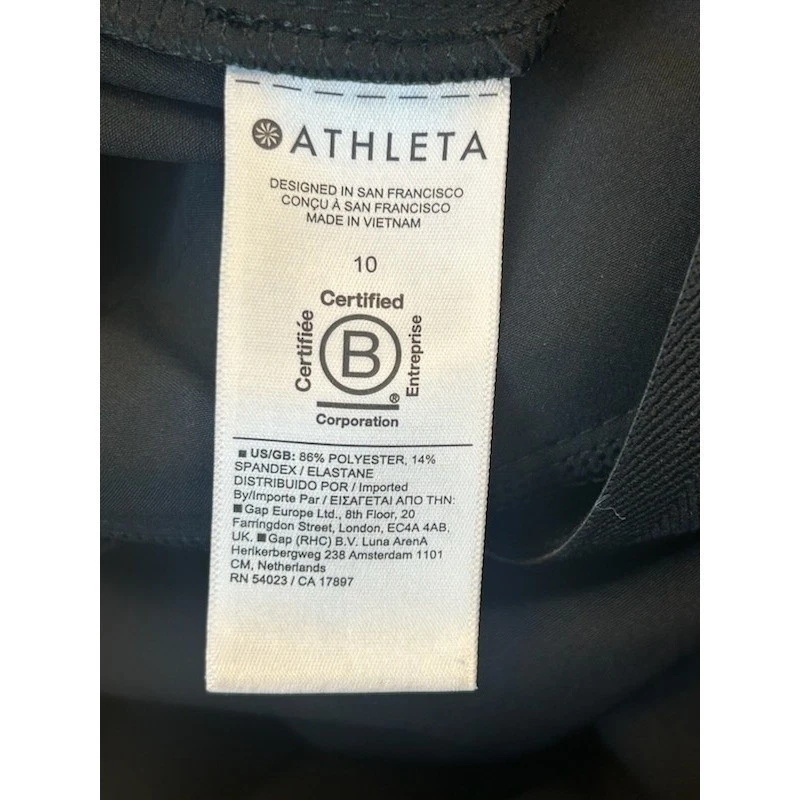 ATHLETA
DESIGNED IN SAN FRANCISCO
CONÇU À SAN FRANCISCO
MADE IN VIETNAM
10
Certified
Certifiée
B
Entreprise
®
Corporation
■ US/GB: 86% POLYESTER, 14%
SPANDEX / ELASTANE
DISTRIBUIDO POR / Imported
By/Importe Par / ΕΙΣΑΓΕΤΑΙ ΑΠΟ ΤΗΝ:
■ Gap Europe Ltd., 8th Floor, 20
Farringdon Street, London, EC4A 4AB,
UK. ■ Gap (RHC) B.V. Luna ArenA
Herikerbergweg 238 Amsterdam 1101
CM, Netherlands
RN 54023 / CA 17897